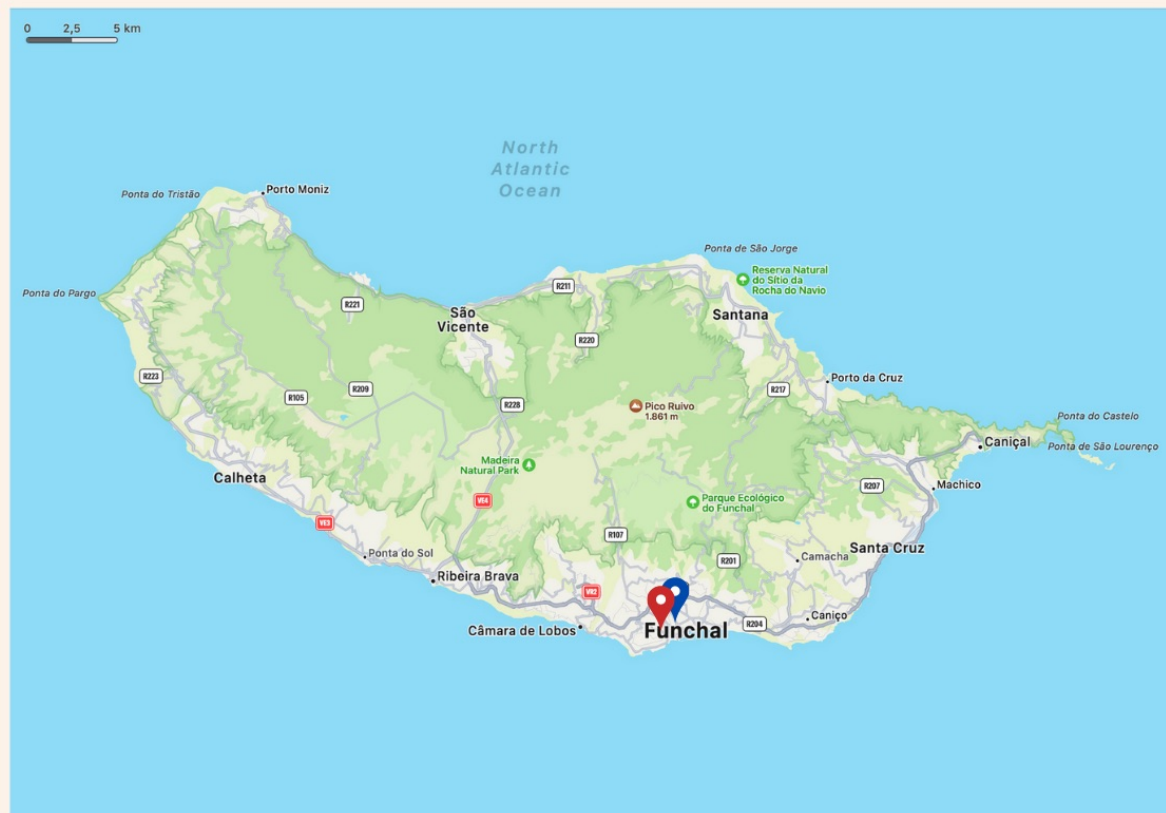 0 2,5 5 km
North
Atlantic
Ocean
Ponta do Tristão
Porto Moniz
Ponta de São Jorge
Reserva Natural
do Sítio da
Rocha do Navio
Ponta do Pargo
R211
R221
São
Vicente
Santana
R220
R223
Porto da Cruz
R209
R217
R105
R228
Pico Ruivo
1.861 m
Ponta do Castelo
Caniçal
Ponta de São Lourenço
Madeira
Natural Park
Calheta
R207
Machico
VE4
Parque Ecológico
do Funchal
VE3
R107
Santa Cruz
Ponta do Sol
R201
Camacha
Ribeira Brava
VR2
Câmara de Lobos
Funchal
R204
Caniço